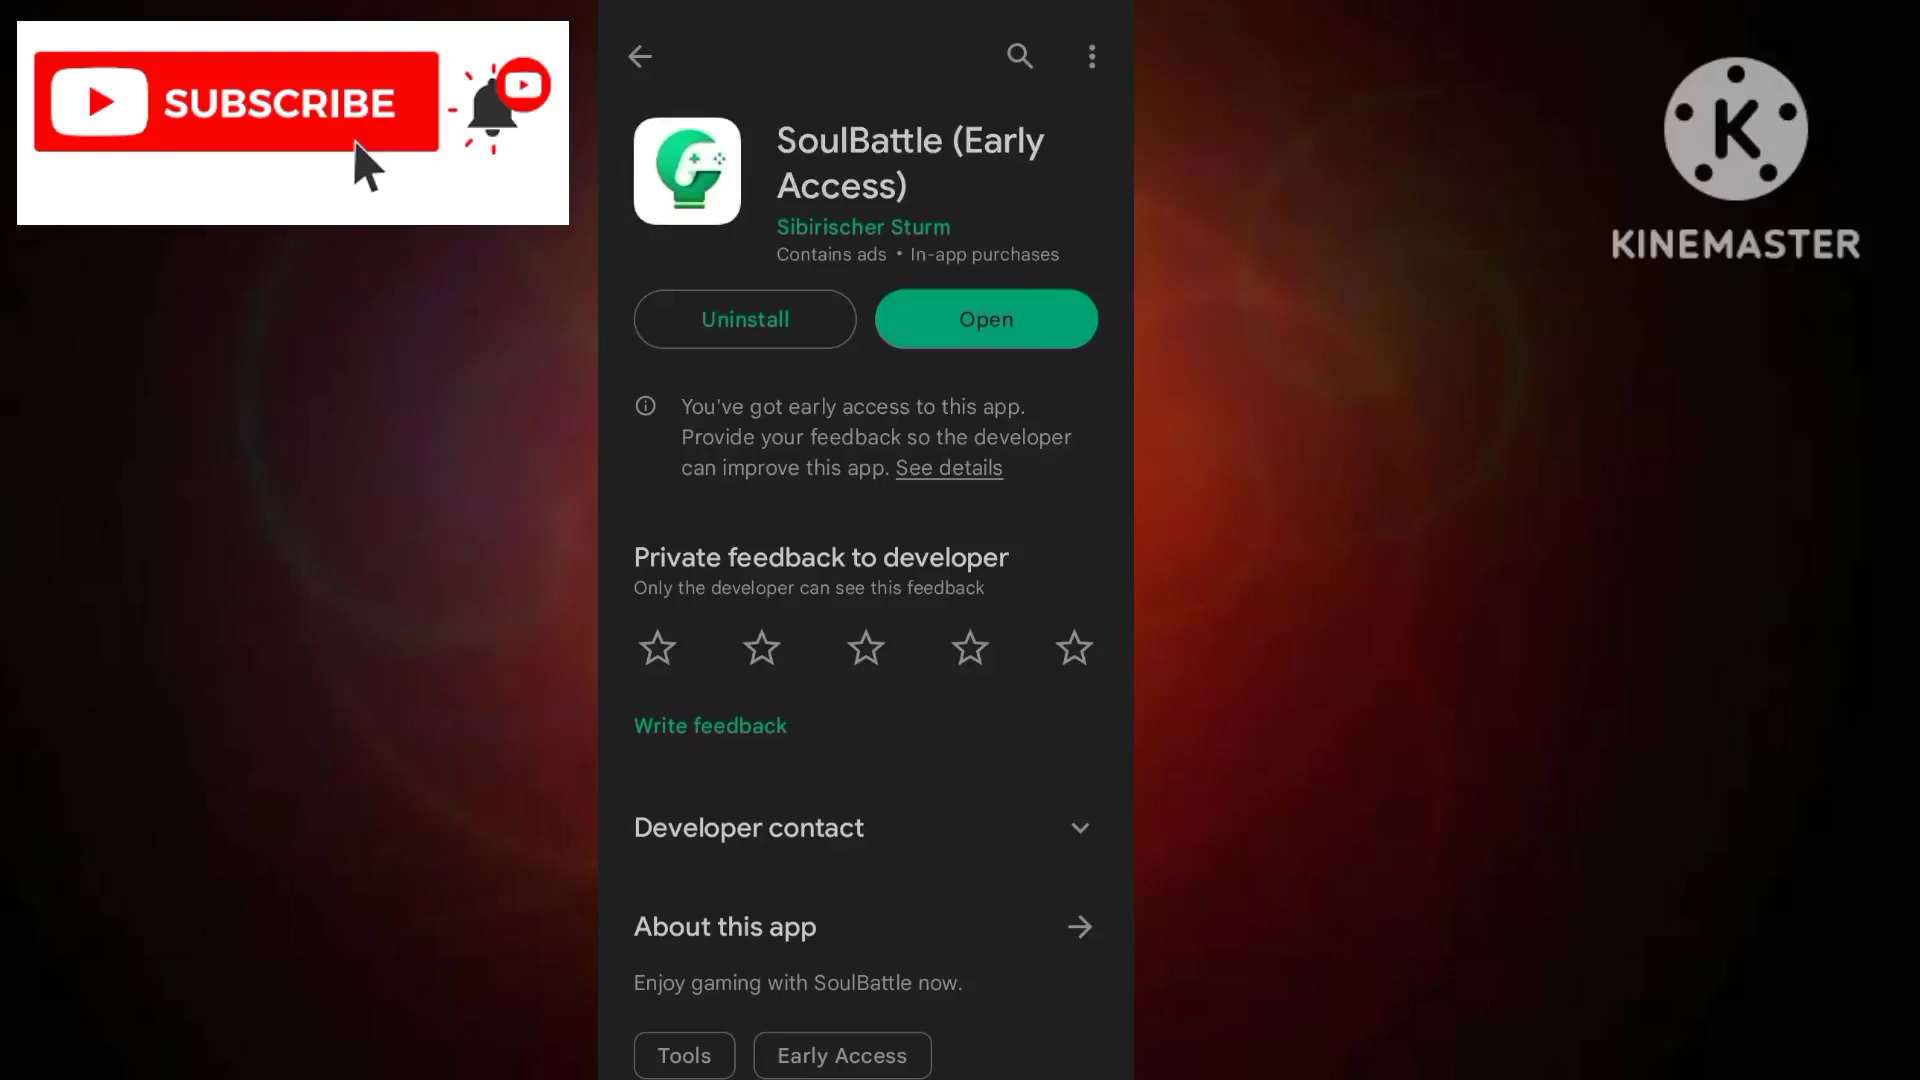 SUBSCRIBE
SoulBattle (Early
Access)
Sibirischer Sturm
Contains ads • In-app purchases
Uninstall
Open
You've got early access to this app.
Provide your feedback so the developer
can improve this app. See details
Private feedback to developer
Only the developer can see this feedback
Write feedback
Developer contact
About this app
Enjoy gaming with SoulBattle now.
Tools
Early Access
K
KINEMASTER